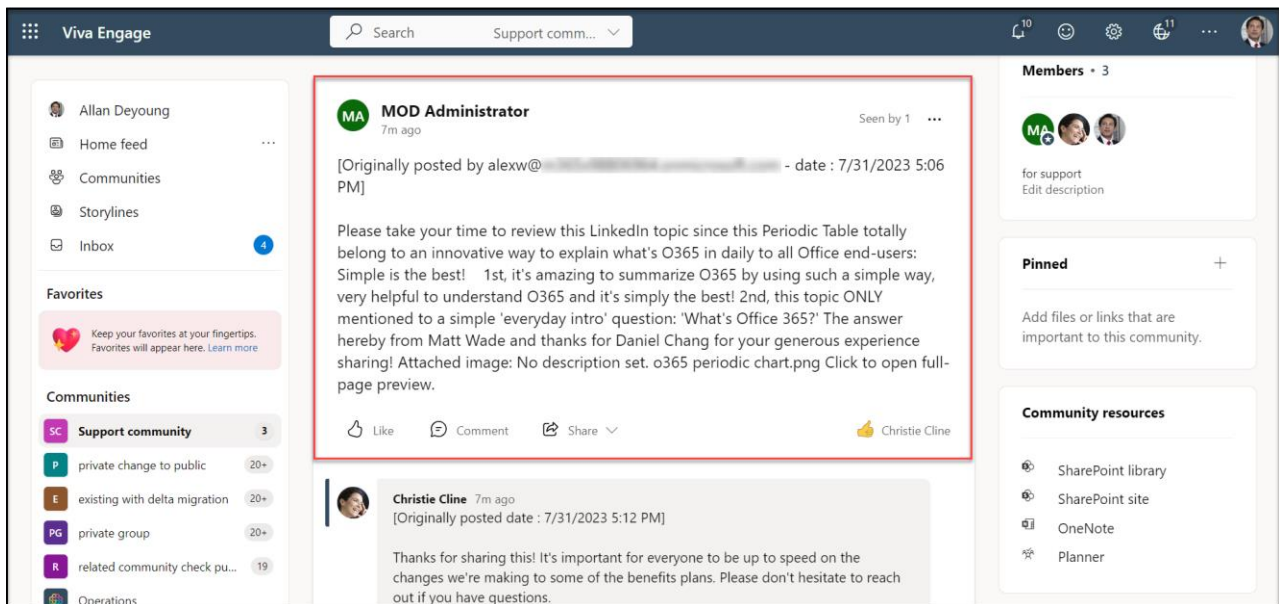 Viva Engage
Search Support comm...
10
11
Allan Deyoung
Home feed
Communities
Storylines
Inbox 4
Favorites
Keep your favorites at your fingertips.
Favorites will appear here. Learn more
Communities
SC Support community 3
P private change to public 20+
E existing with delta migration 20+
PG private group 20+
R related community check pu... 19
Operations
MA MOD Administrator
7m ago
Seen by 1
[Originally posted by alexw@ - date : 7/31/2023 5:06
PM]
Please take your time to review this LinkedIn topic since this Periodic Table totally
belong to an innovative way to explain what's O365 in daily to all Office end-users:
Simple is the best! 1st, it's amazing to summarize O365 by using such a simple way,
very helpful to understand O365 and it's simply the best! 2nd, this topic ONLY
mentioned to a simple 'everyday intro' question: 'What's Office 365?' The answer
hereby from Matt Wade and thanks for Daniel Chang for your generous experience
sharing! Attached image: No description set. o365 periodic chart.png Click to open full-
page preview.
Like Comment Share Christie Cline
Christie Cline 7m ago
[Originally posted date : 7/31/2023 5:12 PM]
Thanks for sharing this! It's important for everyone to be up to speed on the
changes we're making to some of the benefits plans. Please don't hesitate to reach
out if you have questions.
Members • 3
MA
for support
Edit description
Pinned
Add files or links that are
important to this community.
Community resources
SharePoint library
SharePoint site
OneNote
Planner